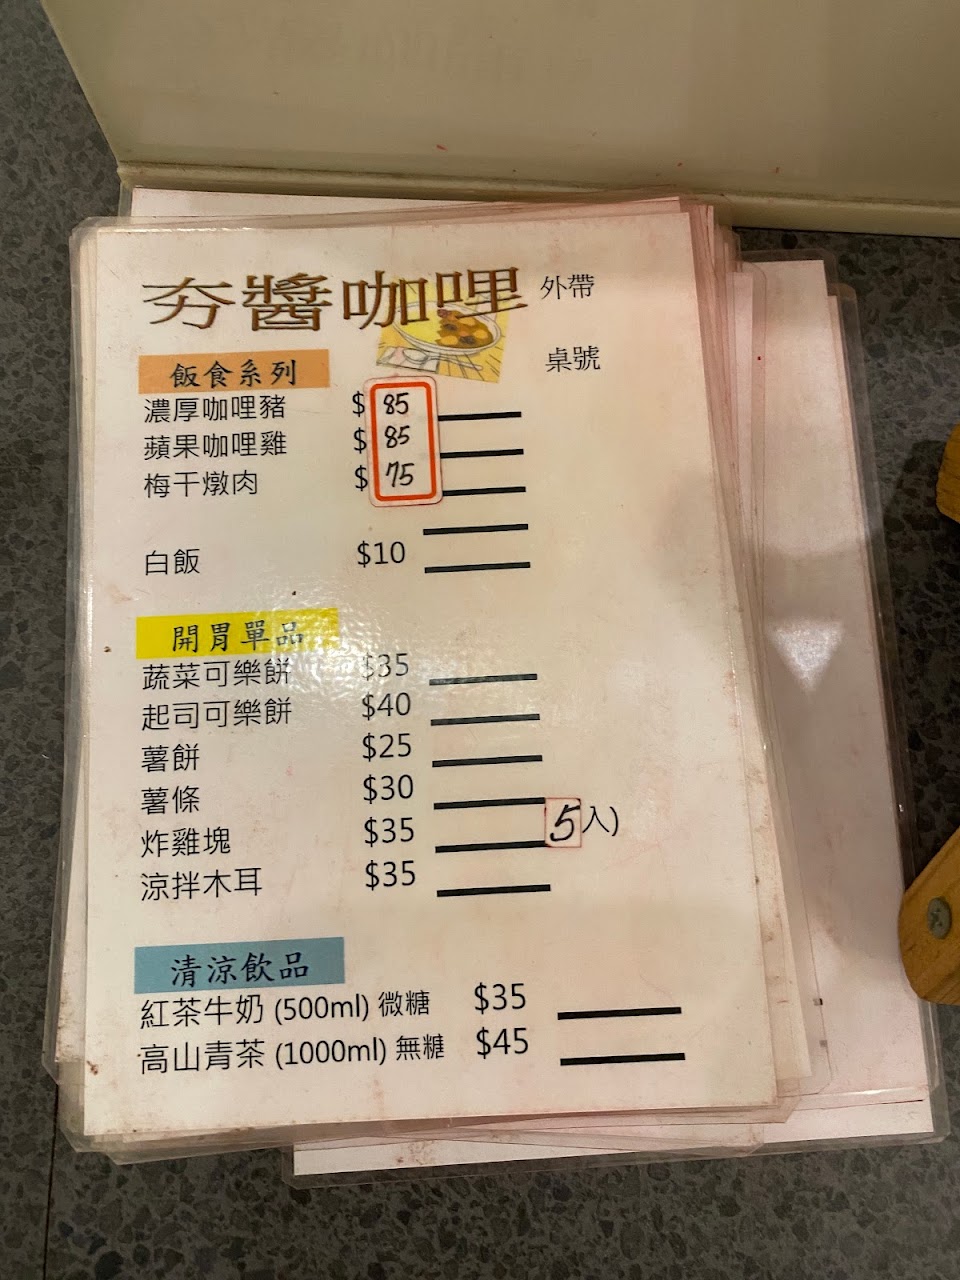 夯醬咖哩 外帶
桌號
飯食系列
濃厚咖哩豬 $85
蘋果咖哩雞 $85
梅干燉肉 $75
白飯 $10
開胃單品
蔬菜可樂餅 $35
起司可樂餅 $40
薯餅 $25
薯條 $30
炸雞塊 $35 5入)
涼拌木耳 $35
清涼飲品
紅茶牛奶 (500ml) 微糖 $35
高山青茶 (1000ml) 無糖 $45